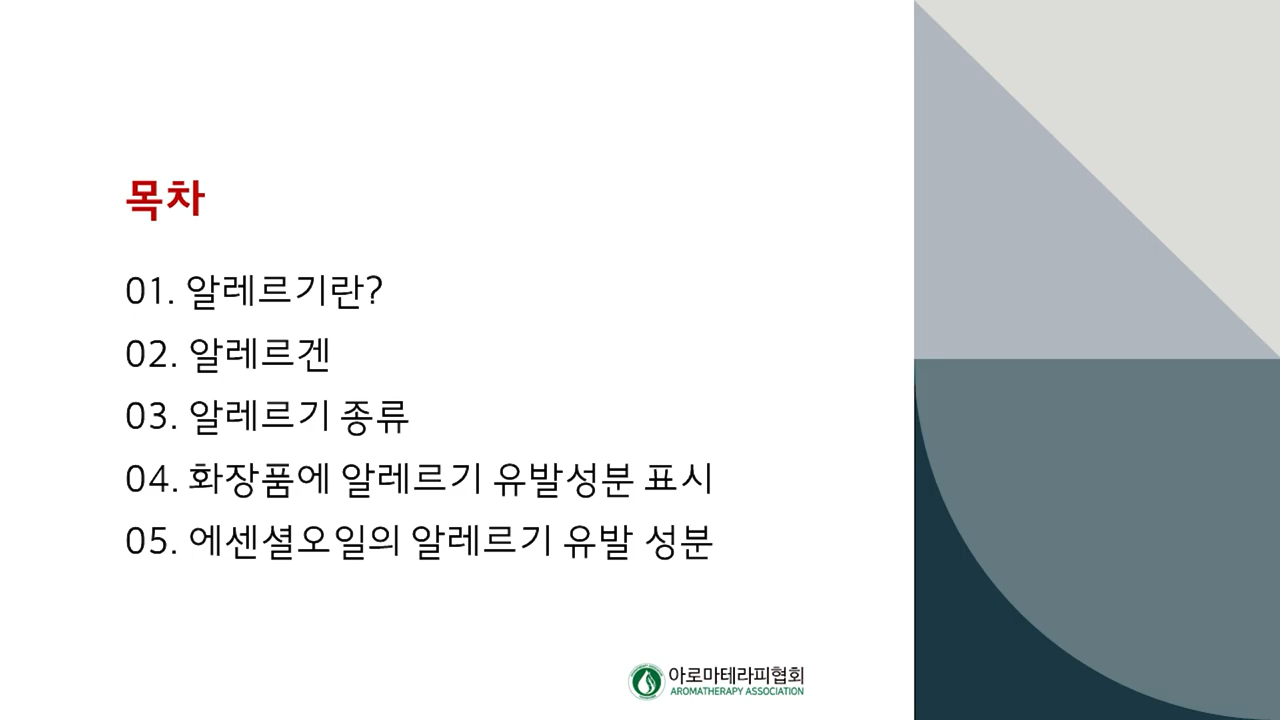 목차
01. 알레르기란?
02. 알레르겐
03. 알레르기 종류
04. 화장품에 알레르기 유발성분 표시
05. 에센셜오일의 알레르기 유발 성분
아로마테라피협회
AROMATHERAPY ASSOCIATION